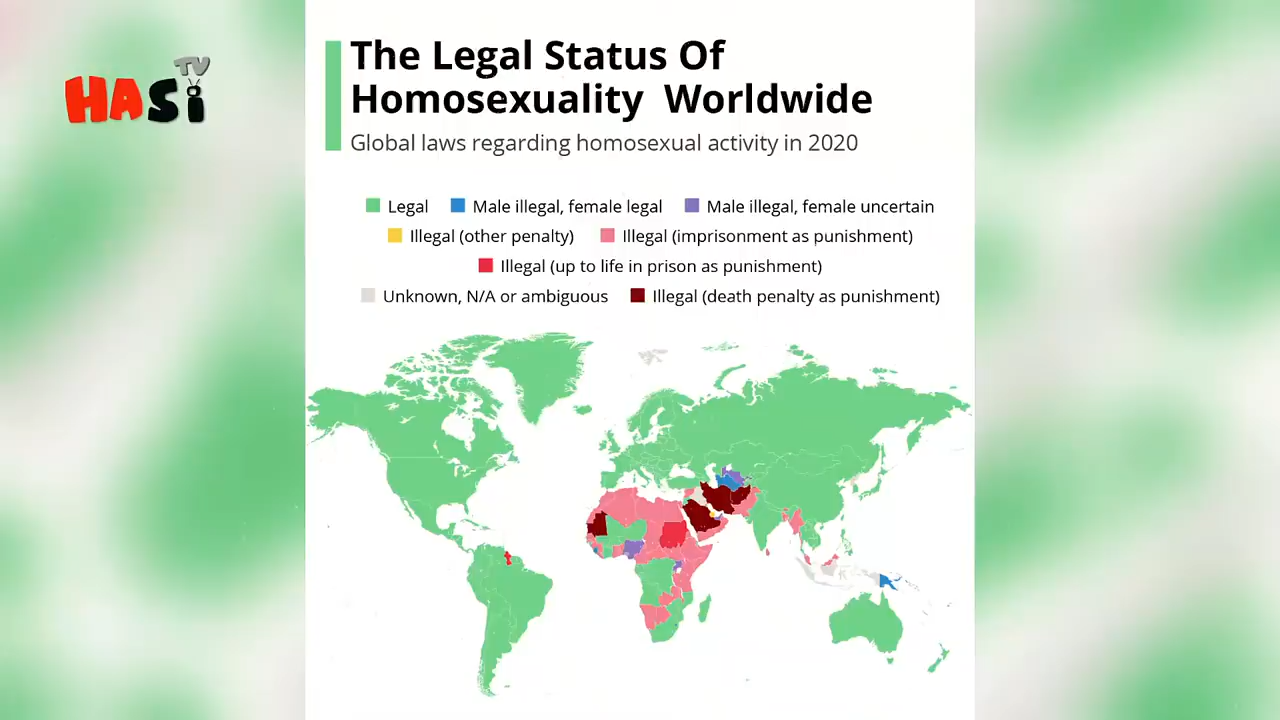 HASi TV
The Legal Status Of
Homosexuality Worldwide
Global laws regarding homosexual activity in 2020
Legal
Male illegal, female legal
Male illegal, female uncertain
Illegal (other penalty)
Illegal (imprisonment as punishment)
Illegal (up to life in prison as punishment)
Unknown, N/A or ambiguous
Illegal (death penalty as punishment)